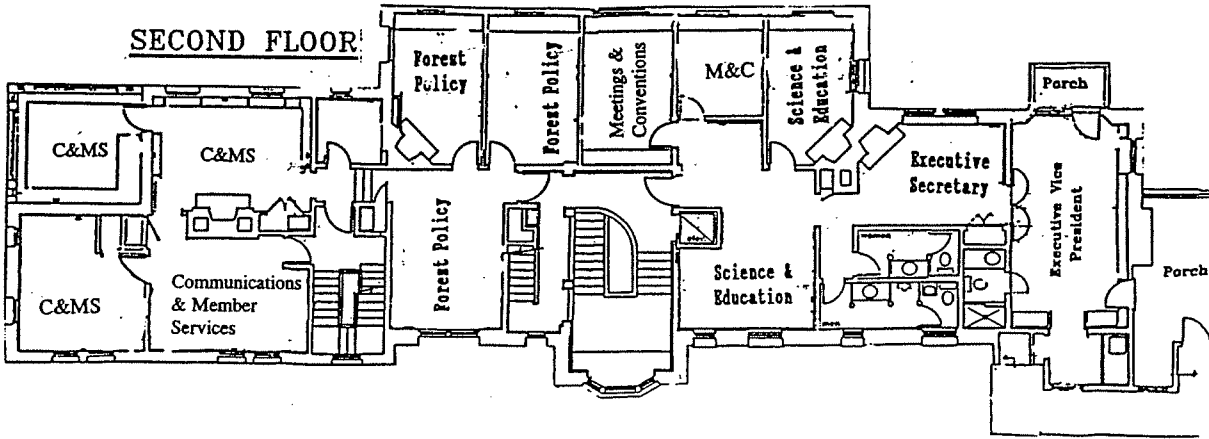 SECOND FLOOR
Forest
Policy
Forest Policy
Meetings &
Conventions
M&C
Science &
Education
Porch
C&MS
C&MS
Executive
Secretary
Executive Vice
President
Porch
Forest Policy
elev.
women
Science &
Education
Communications
& Member
Services
C&MS
men